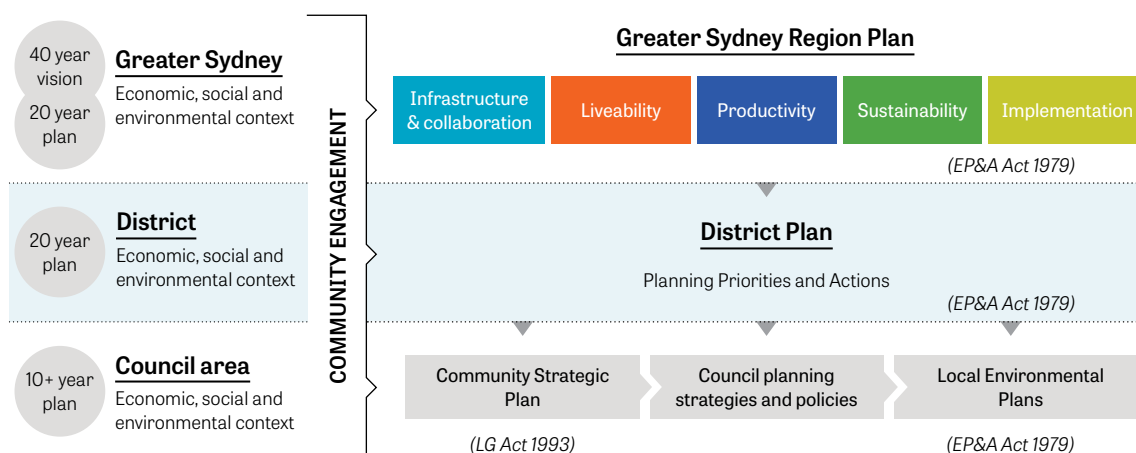 40 year
vision
20 year
plan
Greater Sydney
Economic, social and
environmental context
COMMUNITY ENGAGEMENT
Greater Sydney Region Plan
Infrastructure
& collaboration
Liveability
Productivity
Sustainability
Implementation
(EP&A Act 1979)
20 year
plan
District
Economic, social and
environmental context
District Plan
Planning Priorities and Actions
(EP&A Act 1979)
10+ year
plan
Council area
Economic, social and
environmental context
Community Strategic
Plan
Council planning
strategies and policies
Local Environmental
Plans
(LG Act 1993)
(EP&A Act 1979)